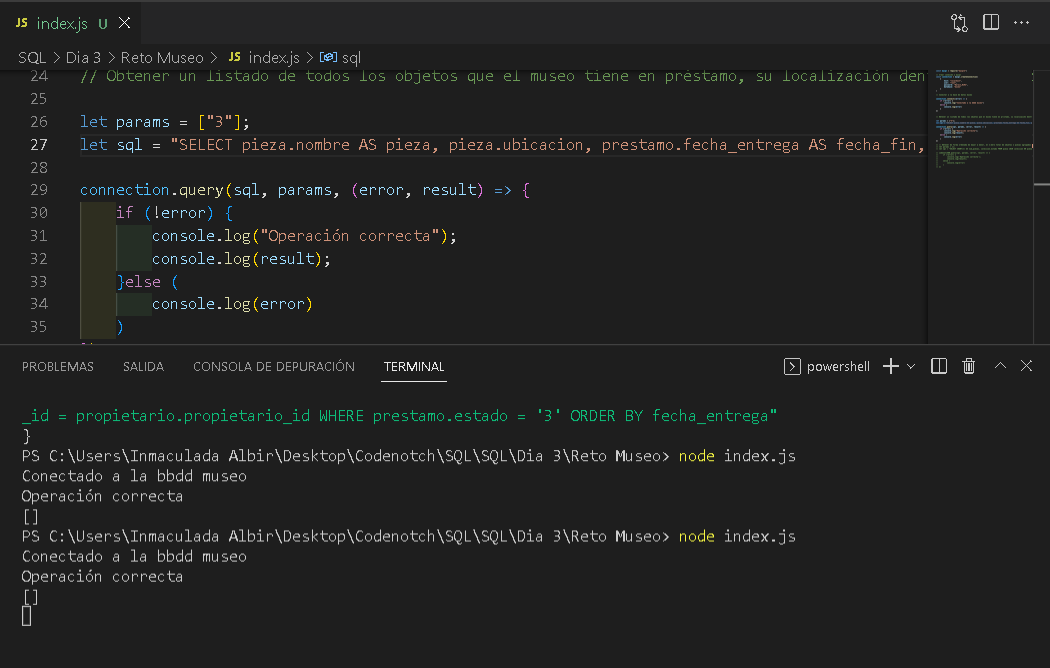 JS index.js U
SQL > Dia 3 > Reto Museo > JS index.js > sql
24 // Obtener un listado de todos los objetos que el museo tiene en préstamo, su localización den
25
26 let params = ["3"];
27 let sql = "SELECT pieza.nombre AS pieza, pieza.ubicacion, prestamo.fecha_entrega AS fecha_fin,
28
29 connection.query(sql, params, (error, result) => {
30 if (!error) {
31 console.log("Operación correcta");
32 console.log(result);
33 }else (
34 console.log(error)
35 )
PROBLEMAS SALIDA CONSOLA DE DEPURACIÓN TERMINAL powershell
_id = propietario.propietario_id WHERE prestamo.estado = '3' ORDER BY fecha_entrega"
}
PS C:\Users\Inmaculada Albir\Desktop\Codenotch\SQL\SQL\Dia 3\Reto Museo> node index.js
Conectado a la bbdd museo
Operación correcta
[]
PS C:\Users\Inmaculada Albir\Desktop\Codenotch\SQL\SQL\Dia 3\Reto Museo> node index.js
Conectado a la bbdd museo
Operación correcta
[]